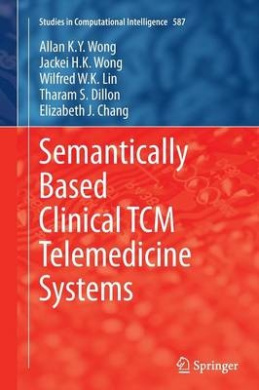 Studies in Computational Intelligence 587
Allan K.Y. Wong
Jackei H.K. Wong
Wilfred W.K. Lin
Tharam S. Dillon
Elizabeth J. Chang
Semantically
Based
Clinical TCM
Telemedicine
Systems
Springer